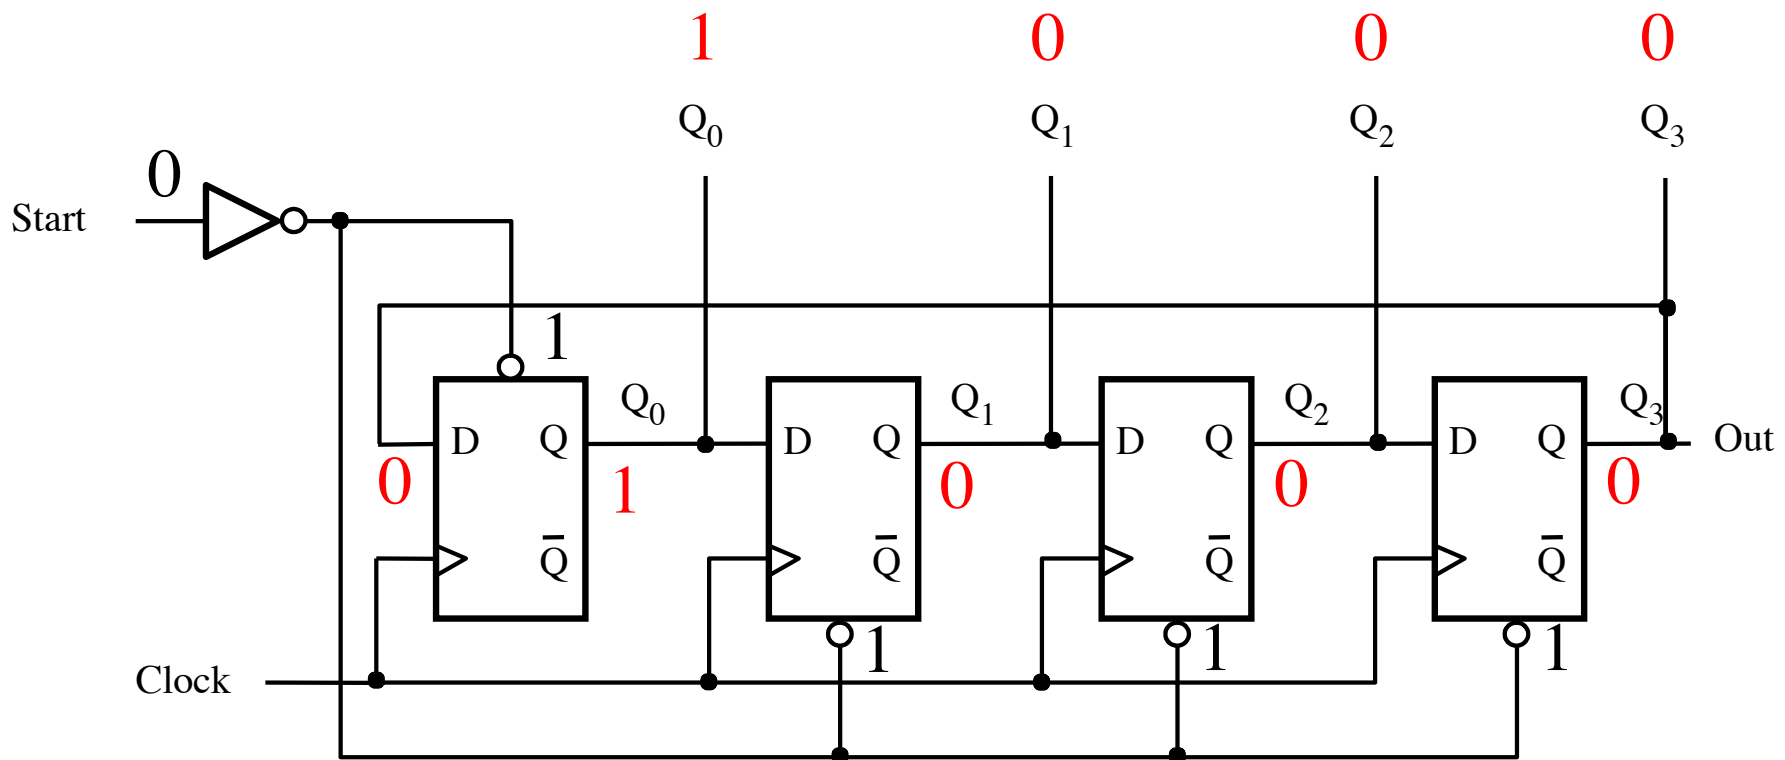 1 0 0 0
Q0 Q1 Q2 Q3
0
Start
1
Q0 Q1 Q2 Q3
D Q D Q D Q D Q Out
0 1 0 0 0
Q̅ Q̅ Q̅ Q̅
1 1 1
Clock